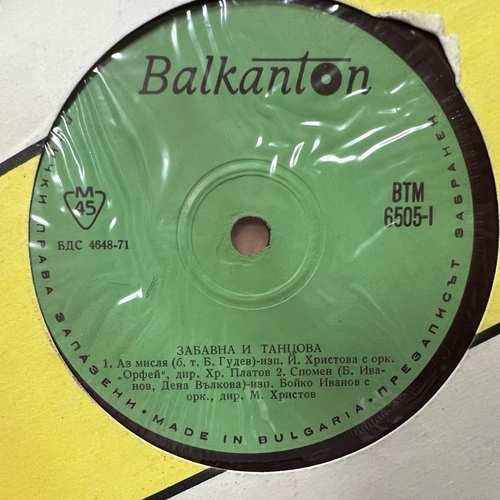 Balkanton
М
45
БДС 4648-71
ВТМ
6505-I
ЗАБАВНА И ТАНЦОВА
1. Аз мисля (б. т. Б. Гудев)-изп. Й. Христова с орк.
„Орфей", дир. Хр. Платов 2. Спомен (Б. Ива-
нов, Дена Вълкова)-изп. Бойко Иванов с
орк., дир. М. Христов
ПРАВА ЗАПАЗЕНИ • MADE IN BULGARIA • ПРЕЗАПИСЪТ ЗАБРАНЕН